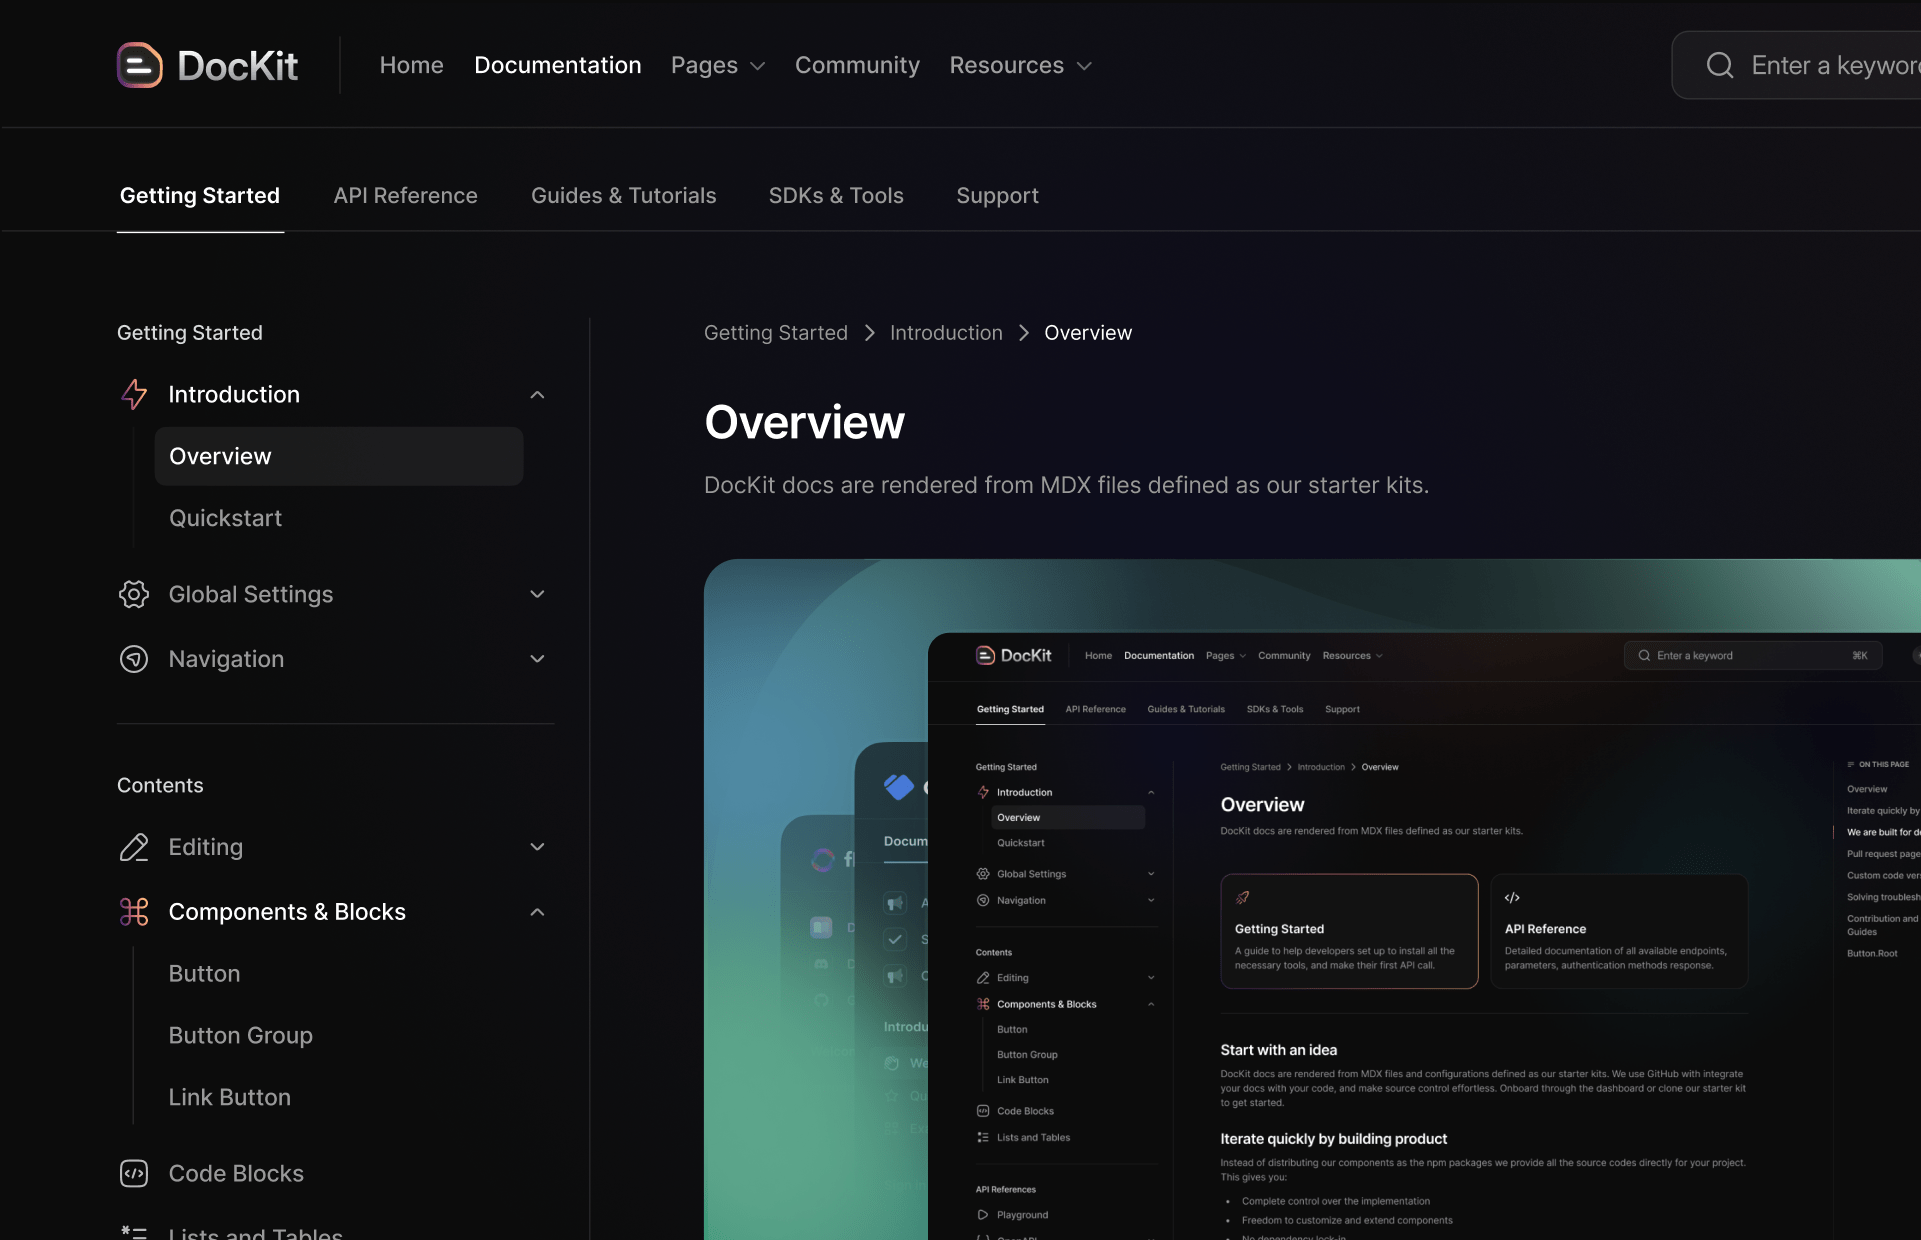 DocKit
Home Documentation Pages Community Resources
Enter a keyword
Getting Started API Reference Guides & Tutorials SDKs & Tools Support
Getting Started
Introduction
Overview
Quickstart
Global Settings
Navigation
Contents
Editing
Components & Blocks
Button
Button Group
Link Button
Code Blocks
Lists and Tables
Getting Started Introduction Overview
Overview
DocKit docs are rendered from MDX files defined as our starter kits.
Docum
Introdu
We
Qu
DocKit
Home Documentation Pages Community Resources
Enter a keyword ⌘K
Getting Started API Reference Guides & Tutorials SDKs & Tools Support
Getting Started
Introduction
Overview
Quickstart
Global Settings
Navigation
Contents
Editing
Components & Blocks
Button
Button Group
Link Button
Code Blocks
Lists and Tables
API References
Playground
Getting Started Introduction Overview
Overview
DocKit docs are rendered from MDX files defined as our starter kits.
Getting Started
A guide to help developers set up to install all the
necessary tools, and make their first API call.
API Reference
Detailed documentation of all available endpoints,
parameters, authentication methods response.
Start with an idea
DocKit docs are rendered from MDX files and configurations defined as our starter kits. We use GitHub with integrate
your docs with your code, and make source control effortless. Onboard through the dashboard or clone our starter kit
to get started.
Iterate quickly by building product
Instead of distributing our components as the npm packages we provide all the source codes directly for your project.
This gives you:
• Complete control over the implementation
• Freedom to customize and extend components
• No dependency lock-in
ON THIS PAGE
Overview
Iterate quickly by
We are built for de
Pull request page
Custom code vers
Solving troublesh
Contribution and
Guides
Button.Root